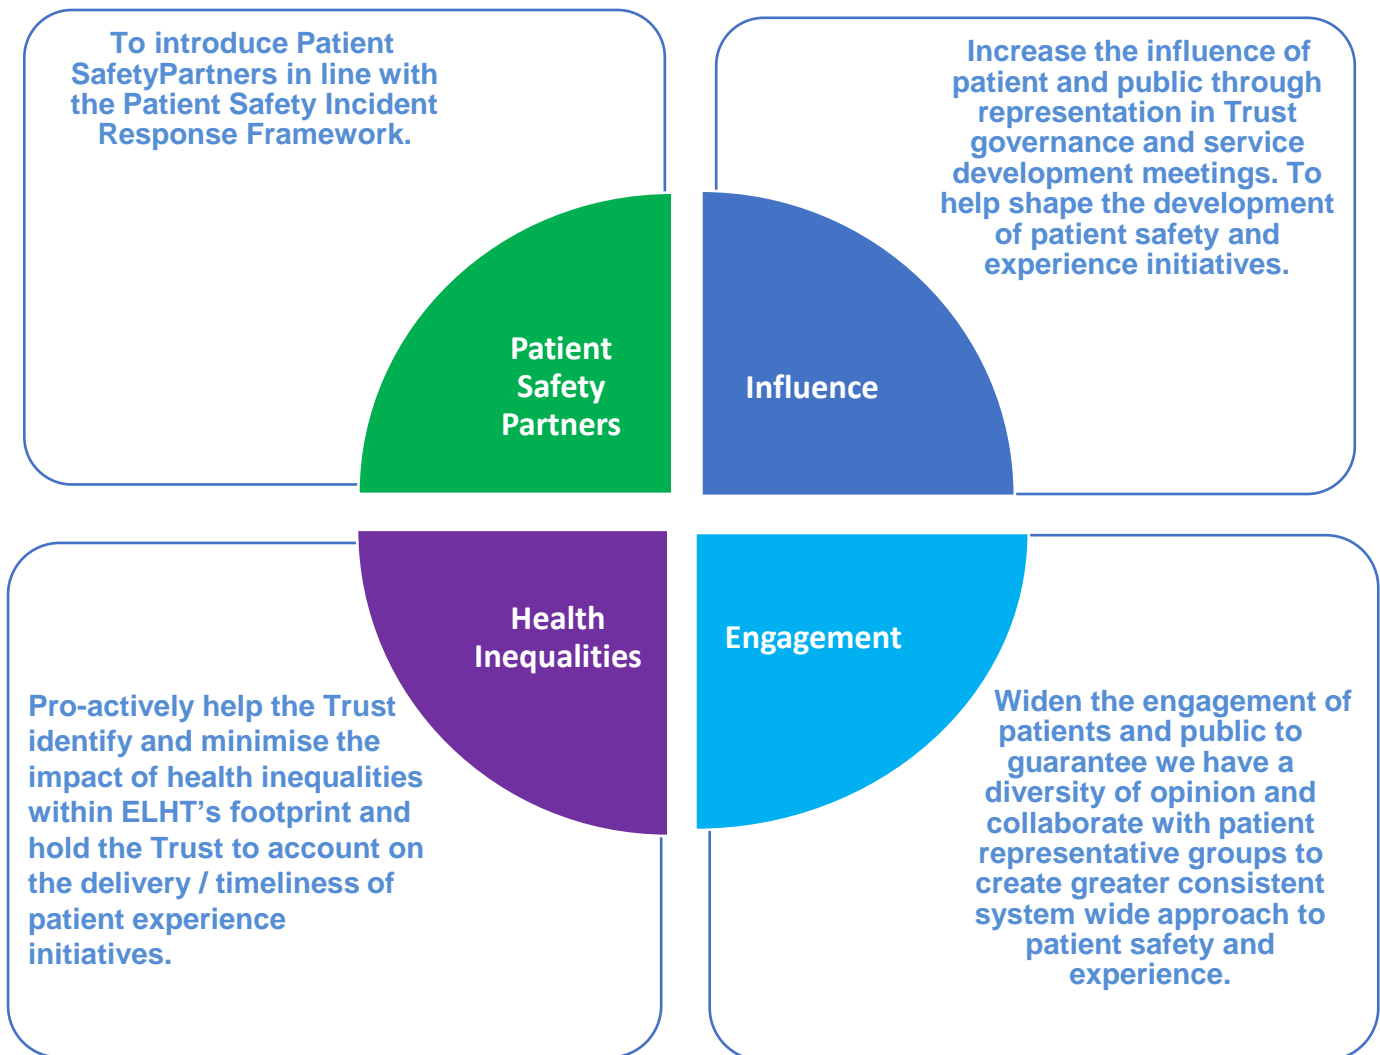 To introduce Patient
SafetyPartners in line with
the Patient Safety Incident
Response Framework.
Increase the influence of
patient and public through
representation in Trust
governance and service
development meetings. To
help shape the development
of patient safety and
experience initiatives.
Patient
Safety
Partners
Influence
Health
Inequalities
Engagement
Pro-actively help the Trust
identify and minimise the
impact of health inequalities
within ELHT’s footprint and
hold the Trust to account on
the delivery / timeliness of
patient experience
initiatives.
Widen the engagement of
patients and public to
guarantee we have a
diversity of opinion and
collaborate with patient
representative groups to
create greater consistent
system wide approach to
patient safety and
experience.